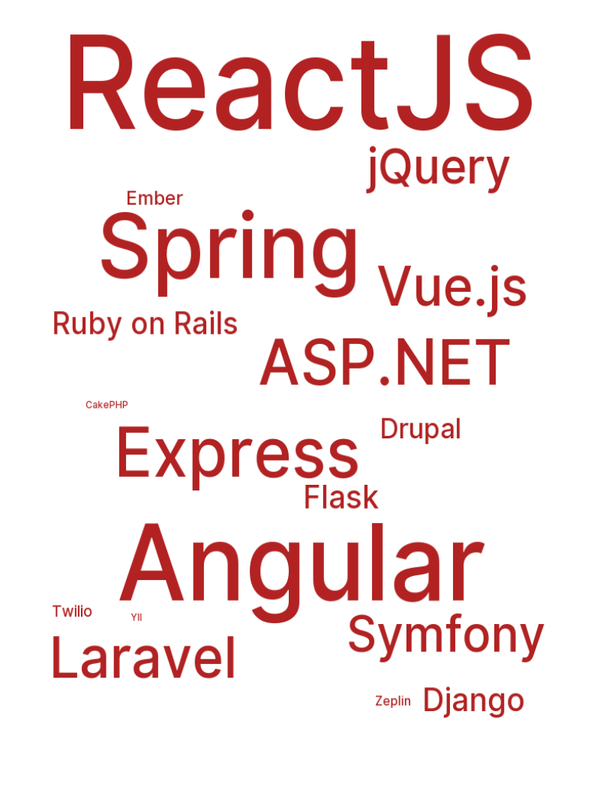 ReactJS
jQuery
Ember
Spring
Vue.js
Ruby on Rails
ASP.NET
CakePHP
Drupal
Express
Flask
Angular
Twilio
YII
Symfony
Laravel
Zeplin
Django